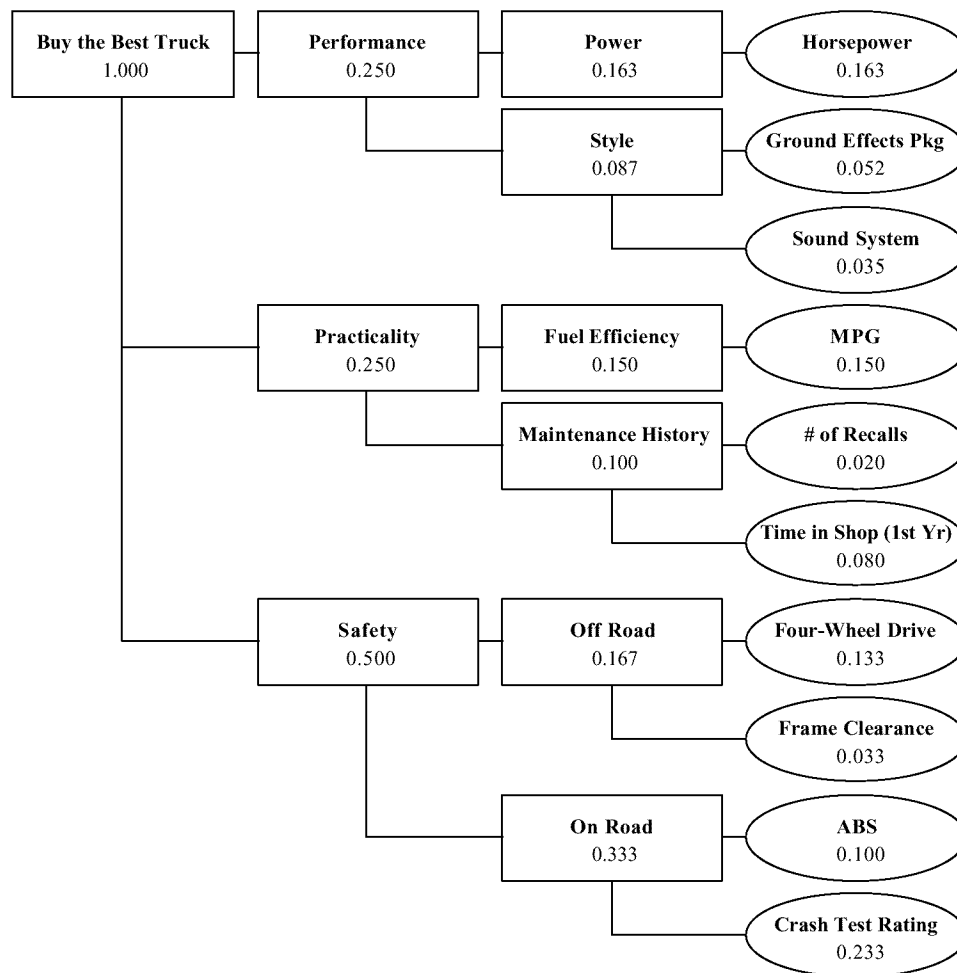 Buy the Best Truck
1.000
Performance
0.250
Power
0.163
Horsepower
0.163
Style
0.087
Ground Effects Pkg
0.052
Sound System
0.035
Practicality
0.250
Fuel Efficiency
0.150
MPG
0.150
Maintenance History
0.100
# of Recalls
0.020
Time in Shop (1st Yr)
0.080
Safety
0.500
Off Road
0.167
Four-Wheel Drive
0.133
Frame Clearance
0.033
On Road
0.333
ABS
0.100
Crash Test Rating
0.233